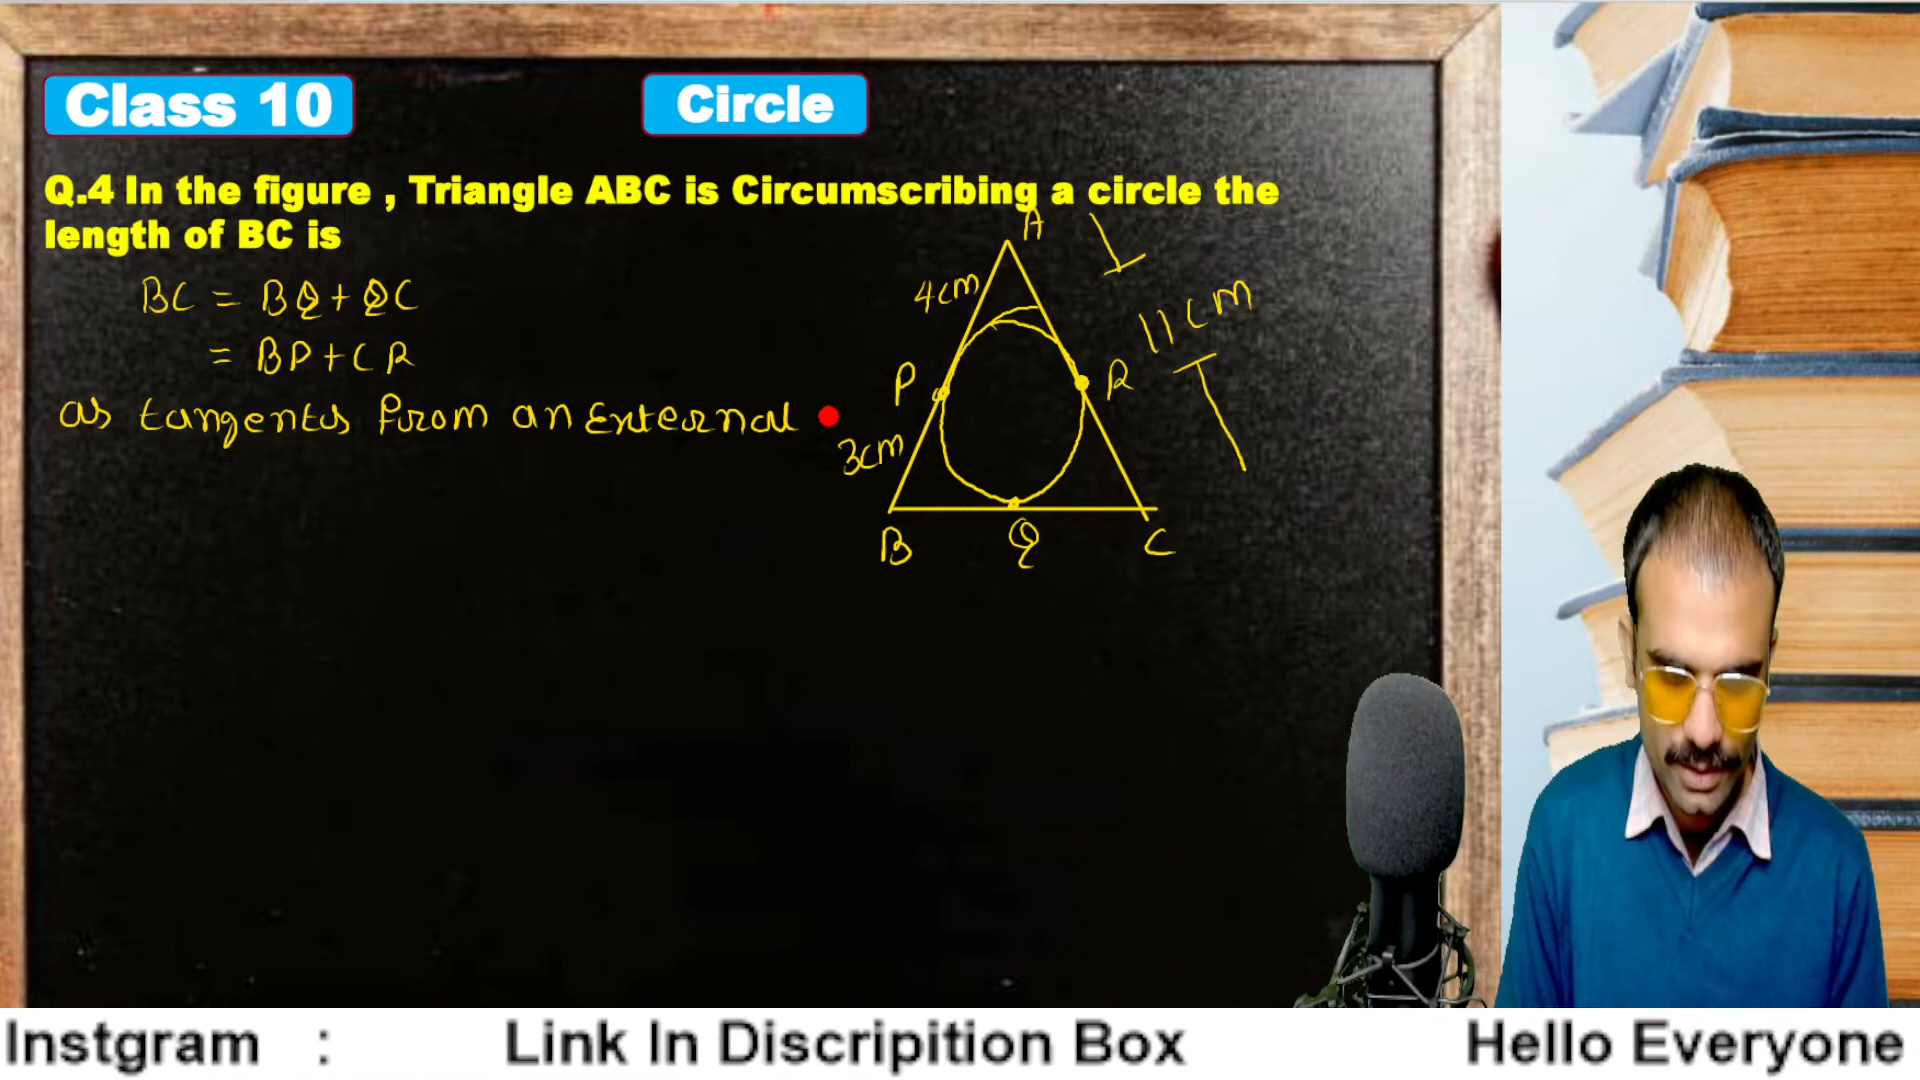 Class 10
Circle
Q.4 In the figure , Triangle ABC is Circumscribing a circle the
length of BC is
BC = BQ + QC
= BP + CR
as tangents from an External
A
4cm
11cm
P
R
3cm
B
Q
C
Instgram :
Link In Discripition Box
Hello Everyone